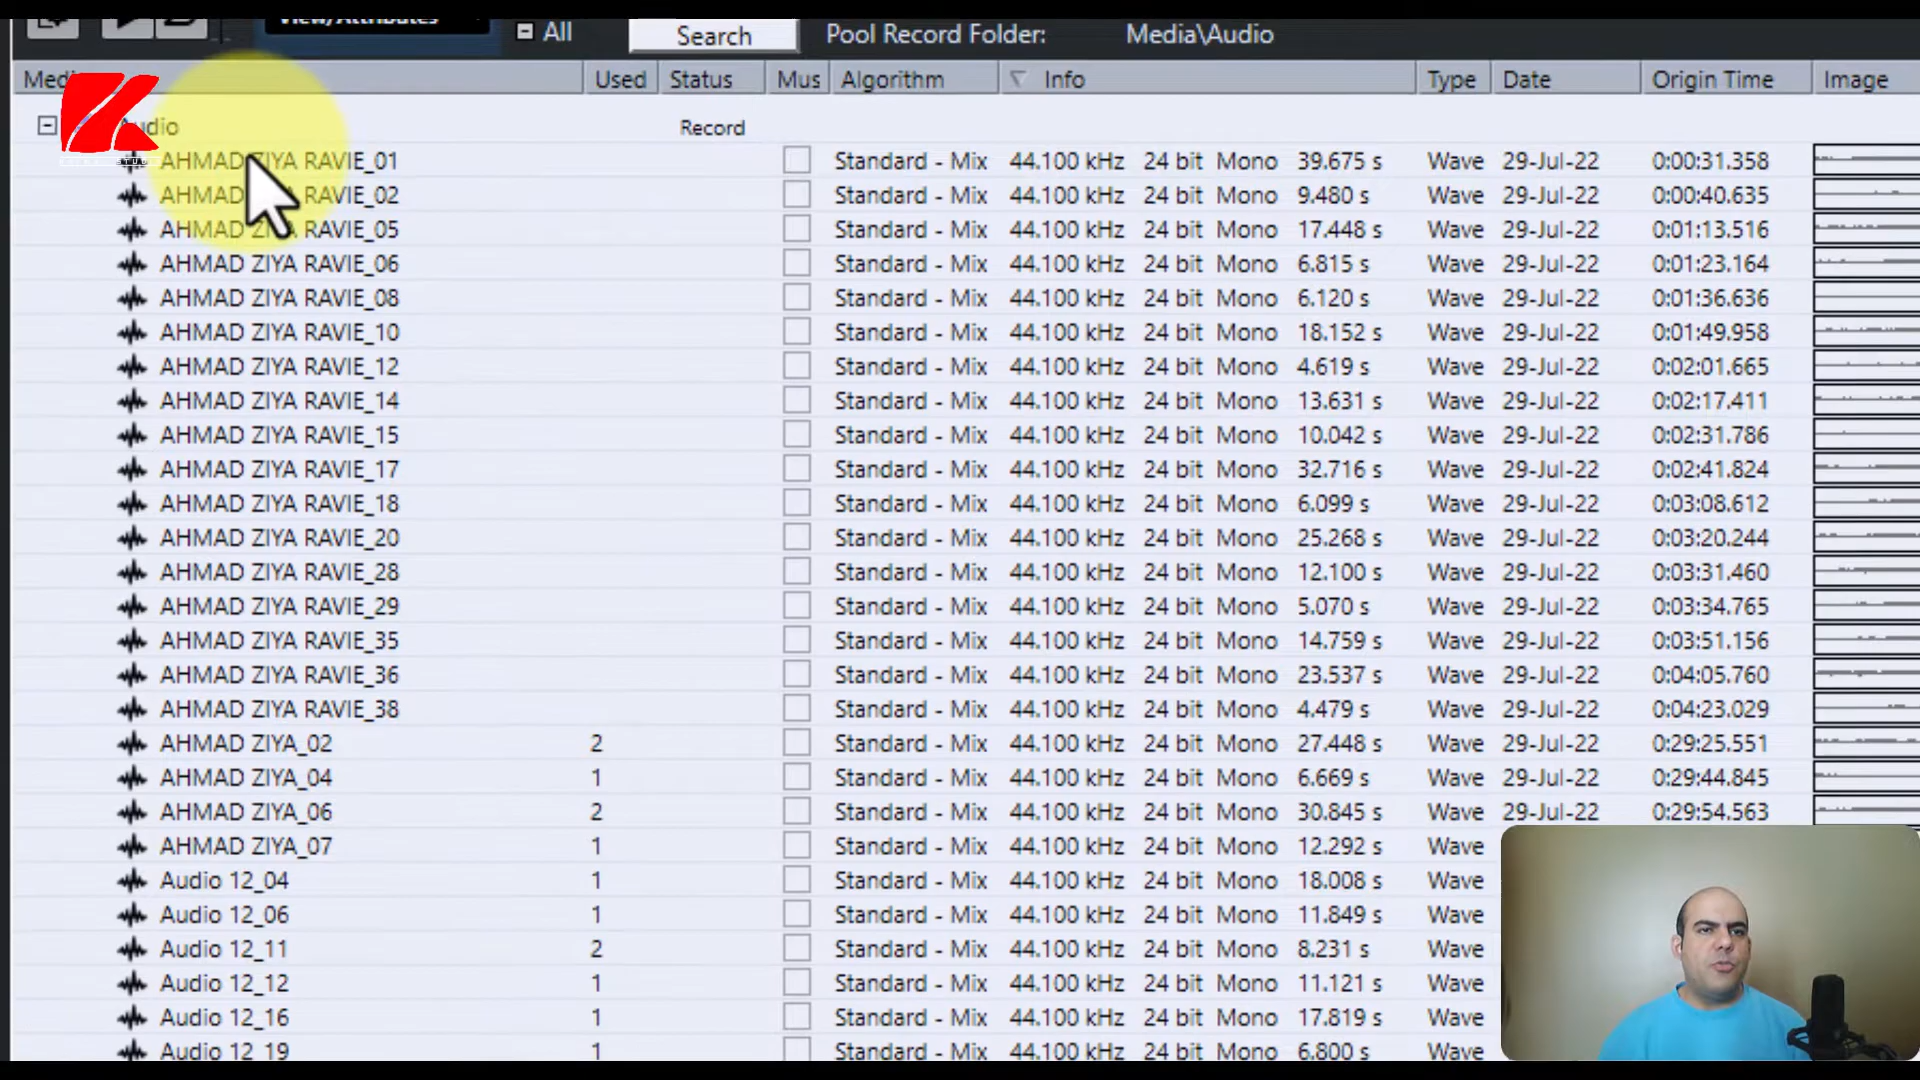 View/Attributes All Search Pool Record Folder: Media\Audio
Used Status Mus Algorithm Info Type Date Origin Time Image
Record
AHMAD ZIYA RAVIE_01 Standard - Mix 44.100 kHz 24 bit Mono 39.675 s Wave 29-Jul-22 0:00:31.358
AHMAD ZIYA RAVIE_02 Standard - Mix 44.100 kHz 24 bit Mono 9.480 s Wave 29-Jul-22 0:00:40.635
AHMAD ZIYA RAVIE_05 Standard - Mix 44.100 kHz 24 bit Mono 17.448 s Wave 29-Jul-22 0:01:13.516
AHMAD ZIYA RAVIE_06 Standard - Mix 44.100 kHz 24 bit Mono 6.815 s Wave 29-Jul-22 0:01:23.164
AHMAD ZIYA RAVIE_08 Standard - Mix 44.100 kHz 24 bit Mono 6.120 s Wave 29-Jul-22 0:01:36.636
AHMAD ZIYA RAVIE_10 Standard - Mix 44.100 kHz 24 bit Mono 18.152 s Wave 29-Jul-22 0:01:49.958
AHMAD ZIYA RAVIE_12 Standard - Mix 44.100 kHz 24 bit Mono 4.619 s Wave 29-Jul-22 0:02:01.665
AHMAD ZIYA RAVIE_14 Standard - Mix 44.100 kHz 24 bit Mono 13.631 s Wave 29-Jul-22 0:02:17.411
AHMAD ZIYA RAVIE_15 Standard - Mix 44.100 kHz 24 bit Mono 10.042 s Wave 29-Jul-22 0:02:31.786
AHMAD ZIYA RAVIE_17 Standard - Mix 44.100 kHz 24 bit Mono 32.716 s Wave 29-Jul-22 0:02:41.824
AHMAD ZIYA RAVIE_18 Standard - Mix 44.100 kHz 24 bit Mono 6.099 s Wave 29-Jul-22 0:03:08.612
AHMAD ZIYA RAVIE_20 Standard - Mix 44.100 kHz 24 bit Mono 25.268 s Wave 29-Jul-22 0:03:20.244
AHMAD ZIYA RAVIE_28 Standard - Mix 44.100 kHz 24 bit Mono 12.100 s Wave 29-Jul-22 0:03:31.460
AHMAD ZIYA RAVIE_29 Standard - Mix 44.100 kHz 24 bit Mono 5.070 s Wave 29-Jul-22 0:03:34.765
AHMAD ZIYA RAVIE_35 Standard - Mix 44.100 kHz 24 bit Mono 14.759 s Wave 29-Jul-22 0:03:51.156
AHMAD ZIYA RAVIE_36 Standard - Mix 44.100 kHz 24 bit Mono 23.537 s Wave 29-Jul-22 0:04:05.760
AHMAD ZIYA RAVIE_38 Standard - Mix 44.100 kHz 24 bit Mono 4.479 s Wave 29-Jul-22 0:04:23.029
AHMAD ZIYA_02 2 Standard - Mix 44.100 kHz 24 bit Mono 27.448 s Wave 29-Jul-22 0:29:25.551
AHMAD ZIYA_04 1 Standard - Mix 44.100 kHz 24 bit Mono 6.669 s Wave 29-Jul-22 0:29:44.845
AHMAD ZIYA_06 2 Standard - Mix 44.100 kHz 24 bit Mono 30.845 s Wave 29-Jul-22 0:29:54.563
AHMAD ZIYA_07 1 Standard - Mix 44.100 kHz 24 bit Mono 12.292 s Wave
Audio 12_04 1 Standard - Mix 44.100 kHz 24 bit Mono 18.008 s Wave
Audio 12_06 1 Standard - Mix 44.100 kHz 24 bit Mono 11.849 s Wave
Audio 12_11 2 Standard - Mix 44.100 kHz 24 bit Mono 8.231 s Wave
Audio 12_12 1 Standard - Mix 44.100 kHz 24 bit Mono 11.121 s Wave
Audio 12_16 1 Standard - Mix 44.100 kHz 24 bit Mono 17.819 s Wave
Audio 12_19 1 Standard - Mix 44.100 kHz 24 bit Mono 6.800 s Wave